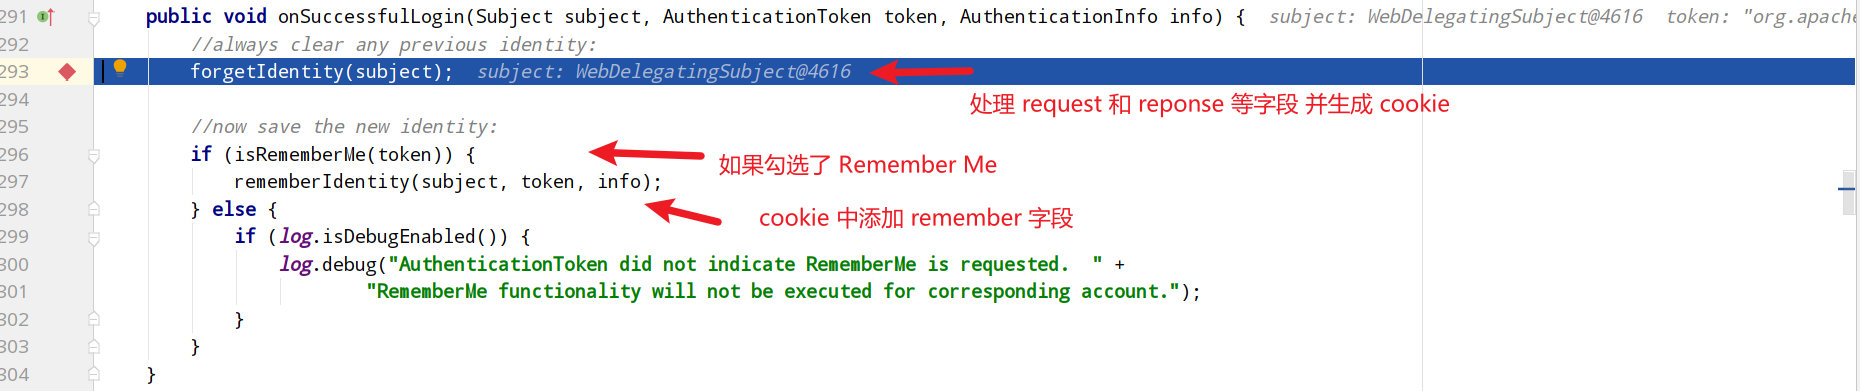 291 public void onSuccessfulLogin(Subject subject, AuthenticationToken token, AuthenticationInfo info) { subject: WebDelegatingSubject@4616 token: "org.apache
292 //always clear any previous identity:
293 forgetIdentity(subject); subject: WebDelegatingSubject@4616
处理 request 和 reponse 等字段 并生成 cookie
294
295 //now save the new identity:
296 if (isRememberMe(token)) {
如果勾选了 Remember Me
297 rememberIdentity(subject, token, info);
298 } else {
cookie 中添加 remember 字段
299 if (log.isDebugEnabled()) {
300 log.debug("AuthenticationToken did not indicate RememberMe is requested.  " +
301 "RememberMe functionality will not be executed for corresponding account.");
302 }
303 }
304 }